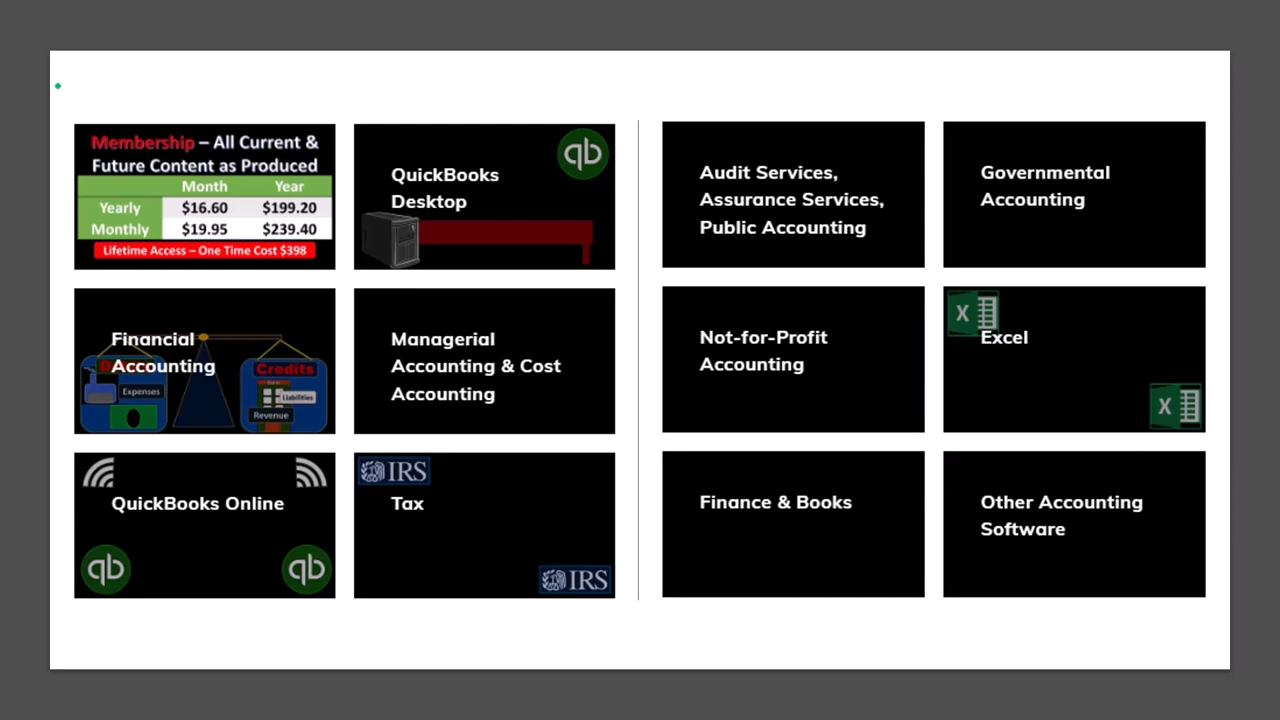 Membership – All Current &
Future Content as Produced
Month Year
Yearly $16.60 $199.20
Monthly $19.95 $239.40
Lifetime Access – One Time Cost $398
qb
QuickBooks
Desktop
Financial
Accounting
Credits
Expenses
Liabilities
Revenue
Managerial
Accounting & Cost
Accounting
QuickBooks Online
qb
qb
IRS
Tax
IRS
Audit Services,
Assurance Services,
Public Accounting
Governmental
Accounting
Not-for-Profit
Accounting
X
Excel
X
Finance & Books
Other Accounting
Software